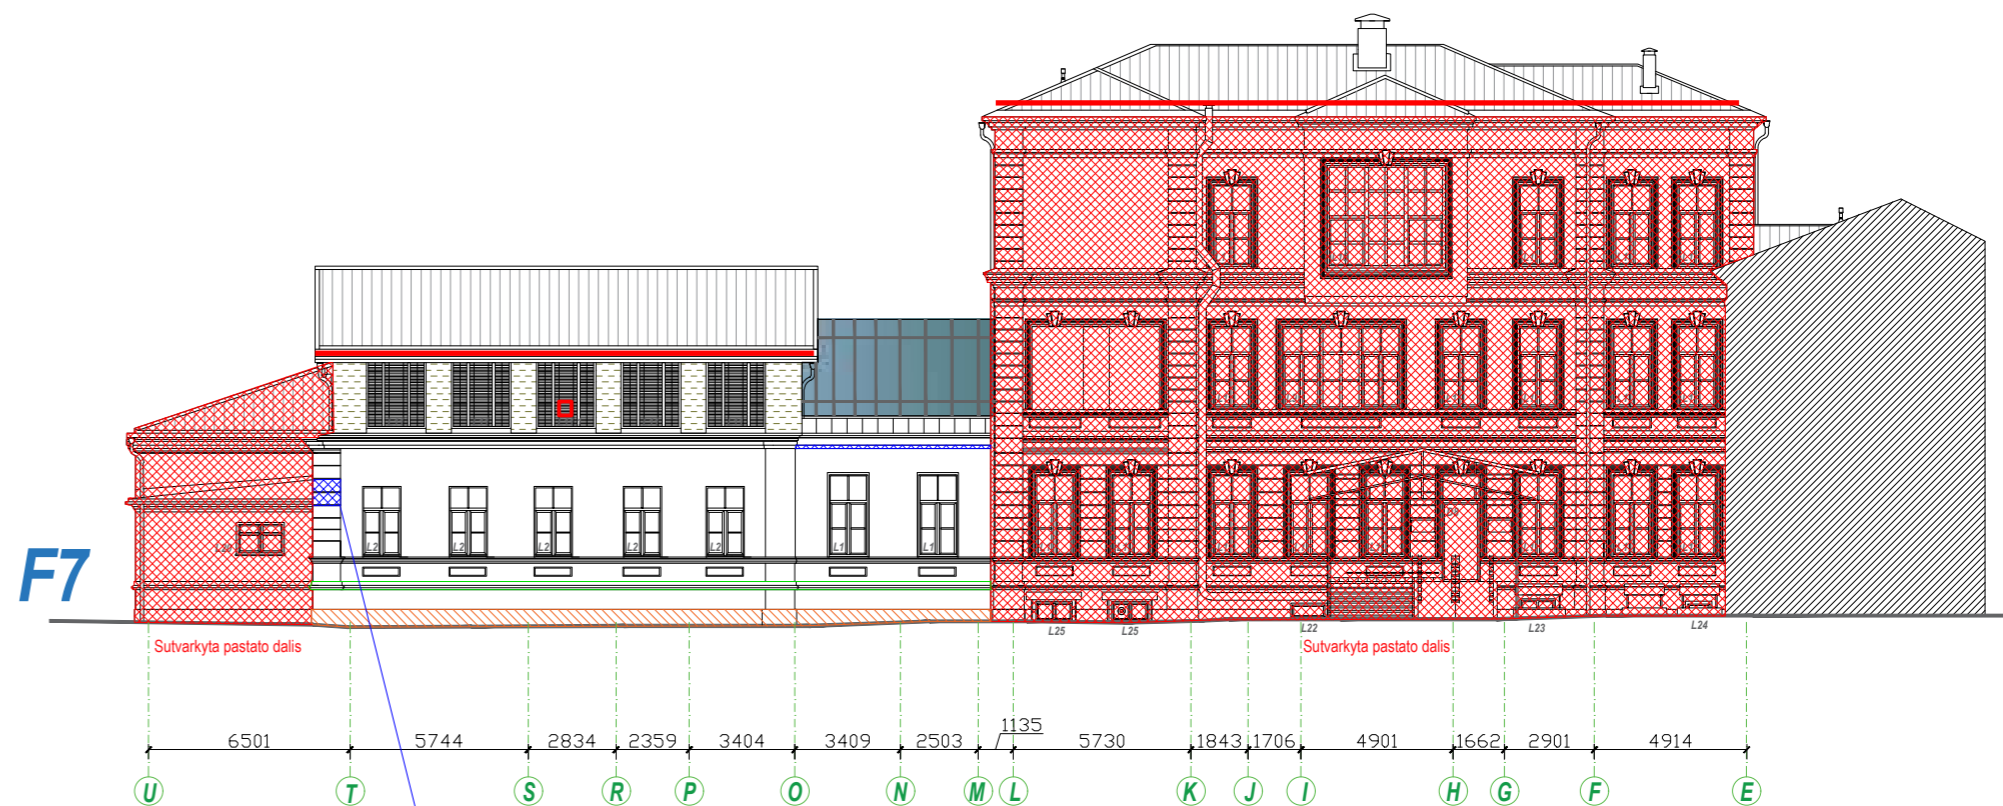 F7
L20
L2
L2
L2
L2
L2
L1
L1
L25
L25
L22
L23
L24
Sutvarkyta pastato dalis
Sutvarkyta pastato dalis
6501
5744
2834
2359
3404
3409
2503
1135
5730
1843
1706
4901
1662
2901
4914
U
T
S
R
P
O
N
M
L
K
J
I
H
G
F
E